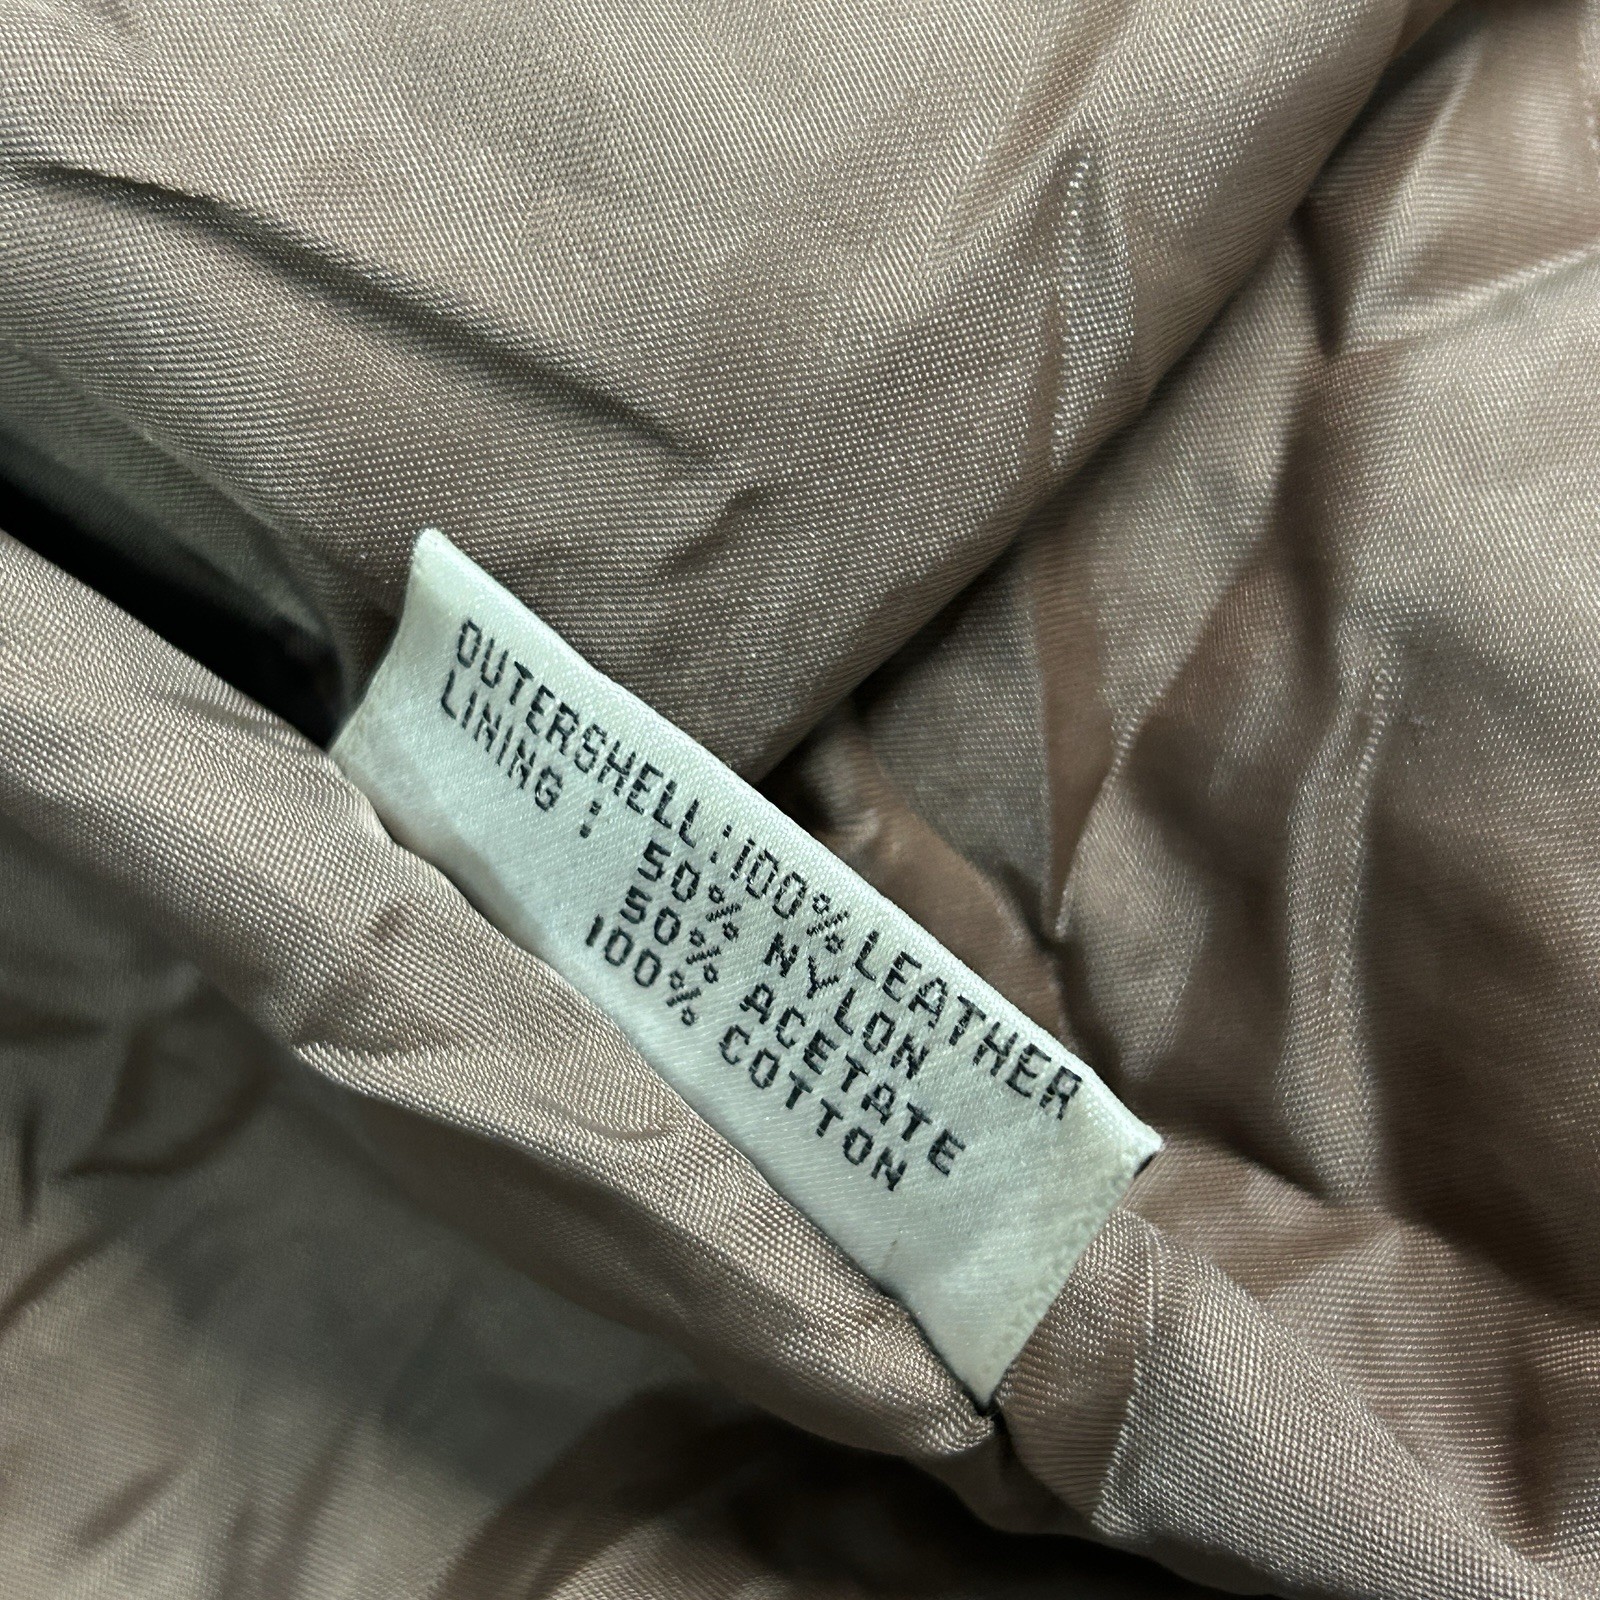 OUTERSHELL:100%LEATHER
LINING : 50% NYLON
50% ACETATE
100% COTTON